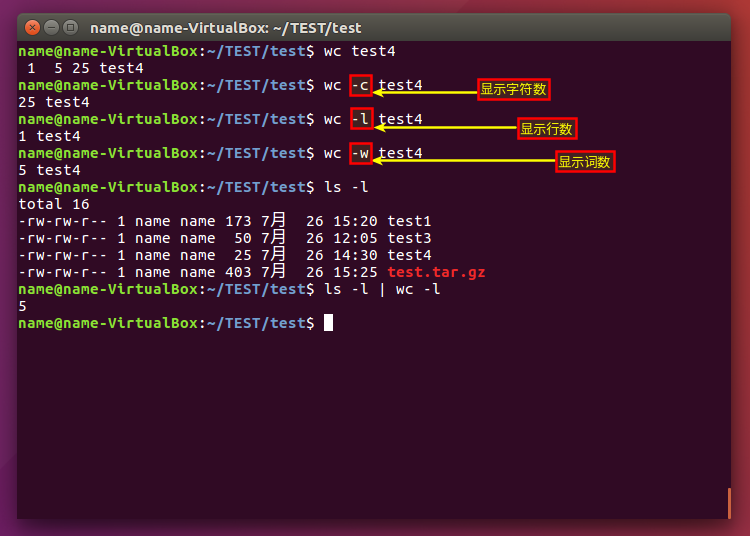 name@name-VirtualBox: ~/TEST/test
name@name-VirtualBox:~/TEST/test$ wc test4
 1  5 25 test4
name@name-VirtualBox:~/TEST/test$ wc -c test4 显示字符数
25 test4
name@name-VirtualBox:~/TEST/test$ wc -l test4 显示行数
1 test4
name@name-VirtualBox:~/TEST/test$ wc -w test4 显示词数
5 test4
name@name-VirtualBox:~/TEST/test$ ls -l
total 16
-rw-rw-r-- 1 name name 173 7月  26 15:20 test1
-rw-rw-r-- 1 name name  50 7月  26 12:05 test3
-rw-rw-r-- 1 name name  25 7月  26 14:30 test4
-rw-rw-r-- 1 name name 403 7月  26 15:25 test.tar.gz
name@name-VirtualBox:~/TEST/test$ ls -l | wc -l
5
name@name-VirtualBox:~/TEST/test$